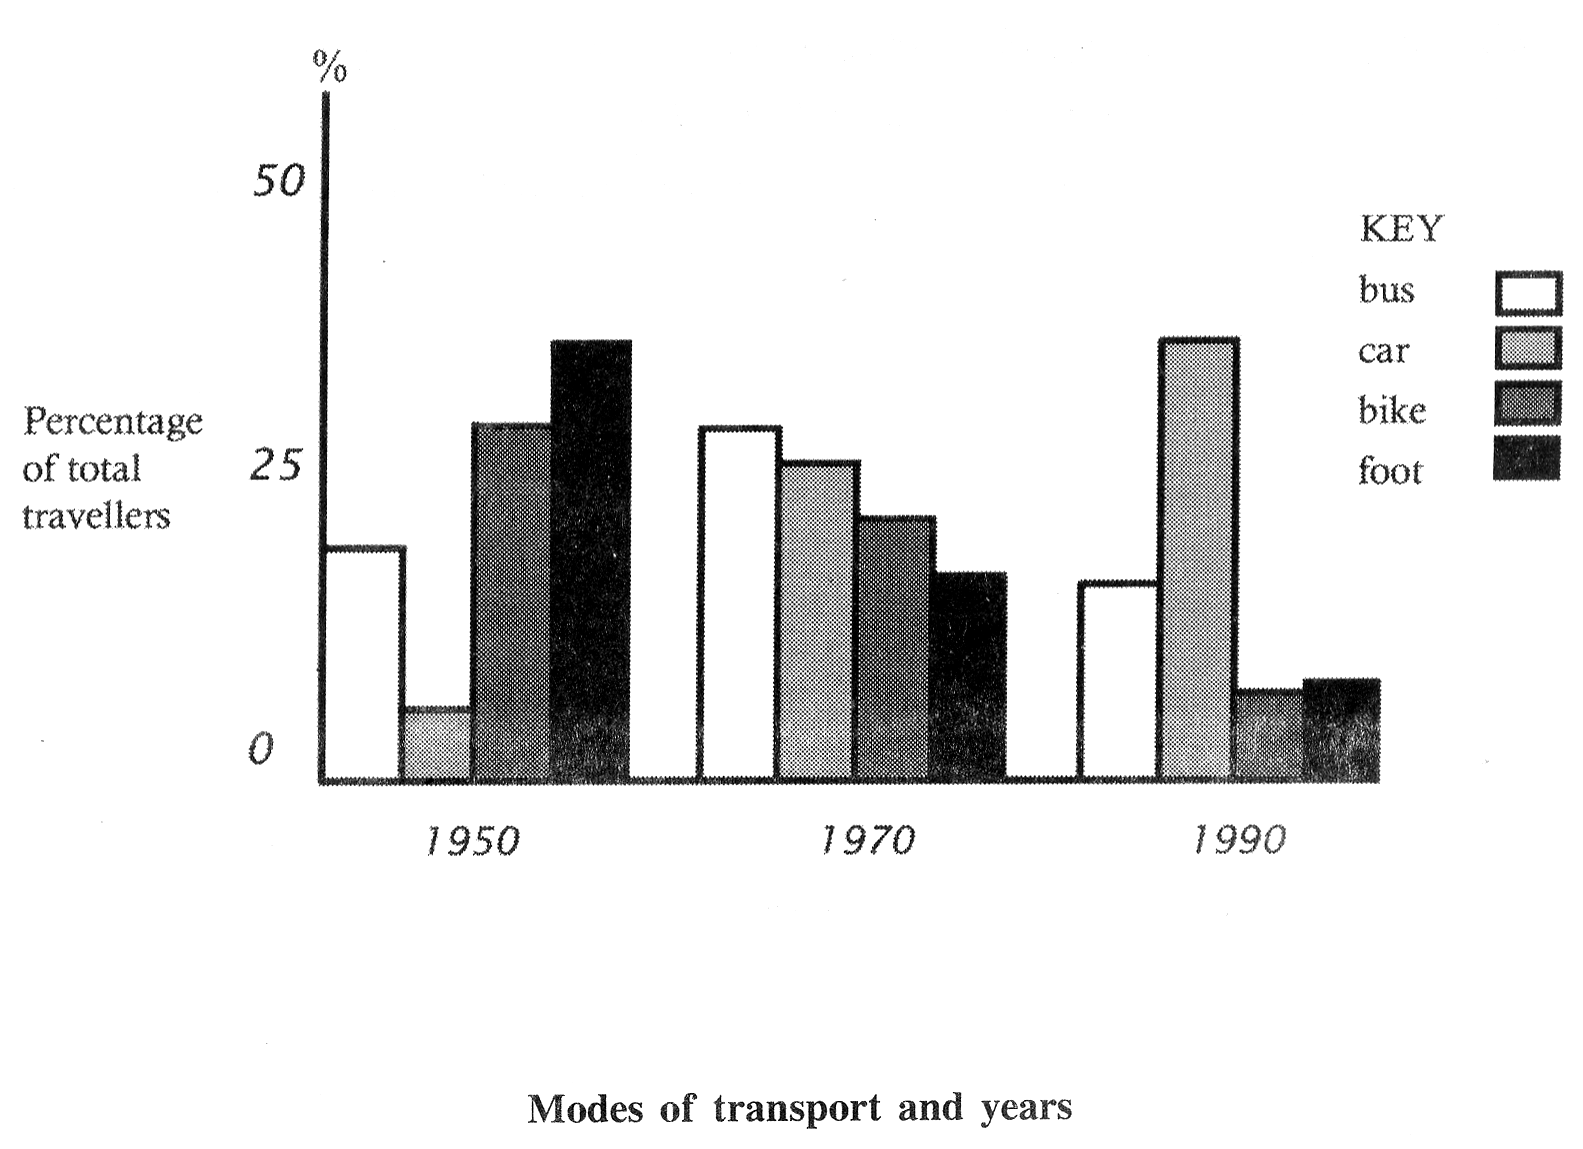 %
50
25
0
Percentage
of total
travellers
1950
1970
1990
KEY
bus
car
bike
foot
Modes of transport and years